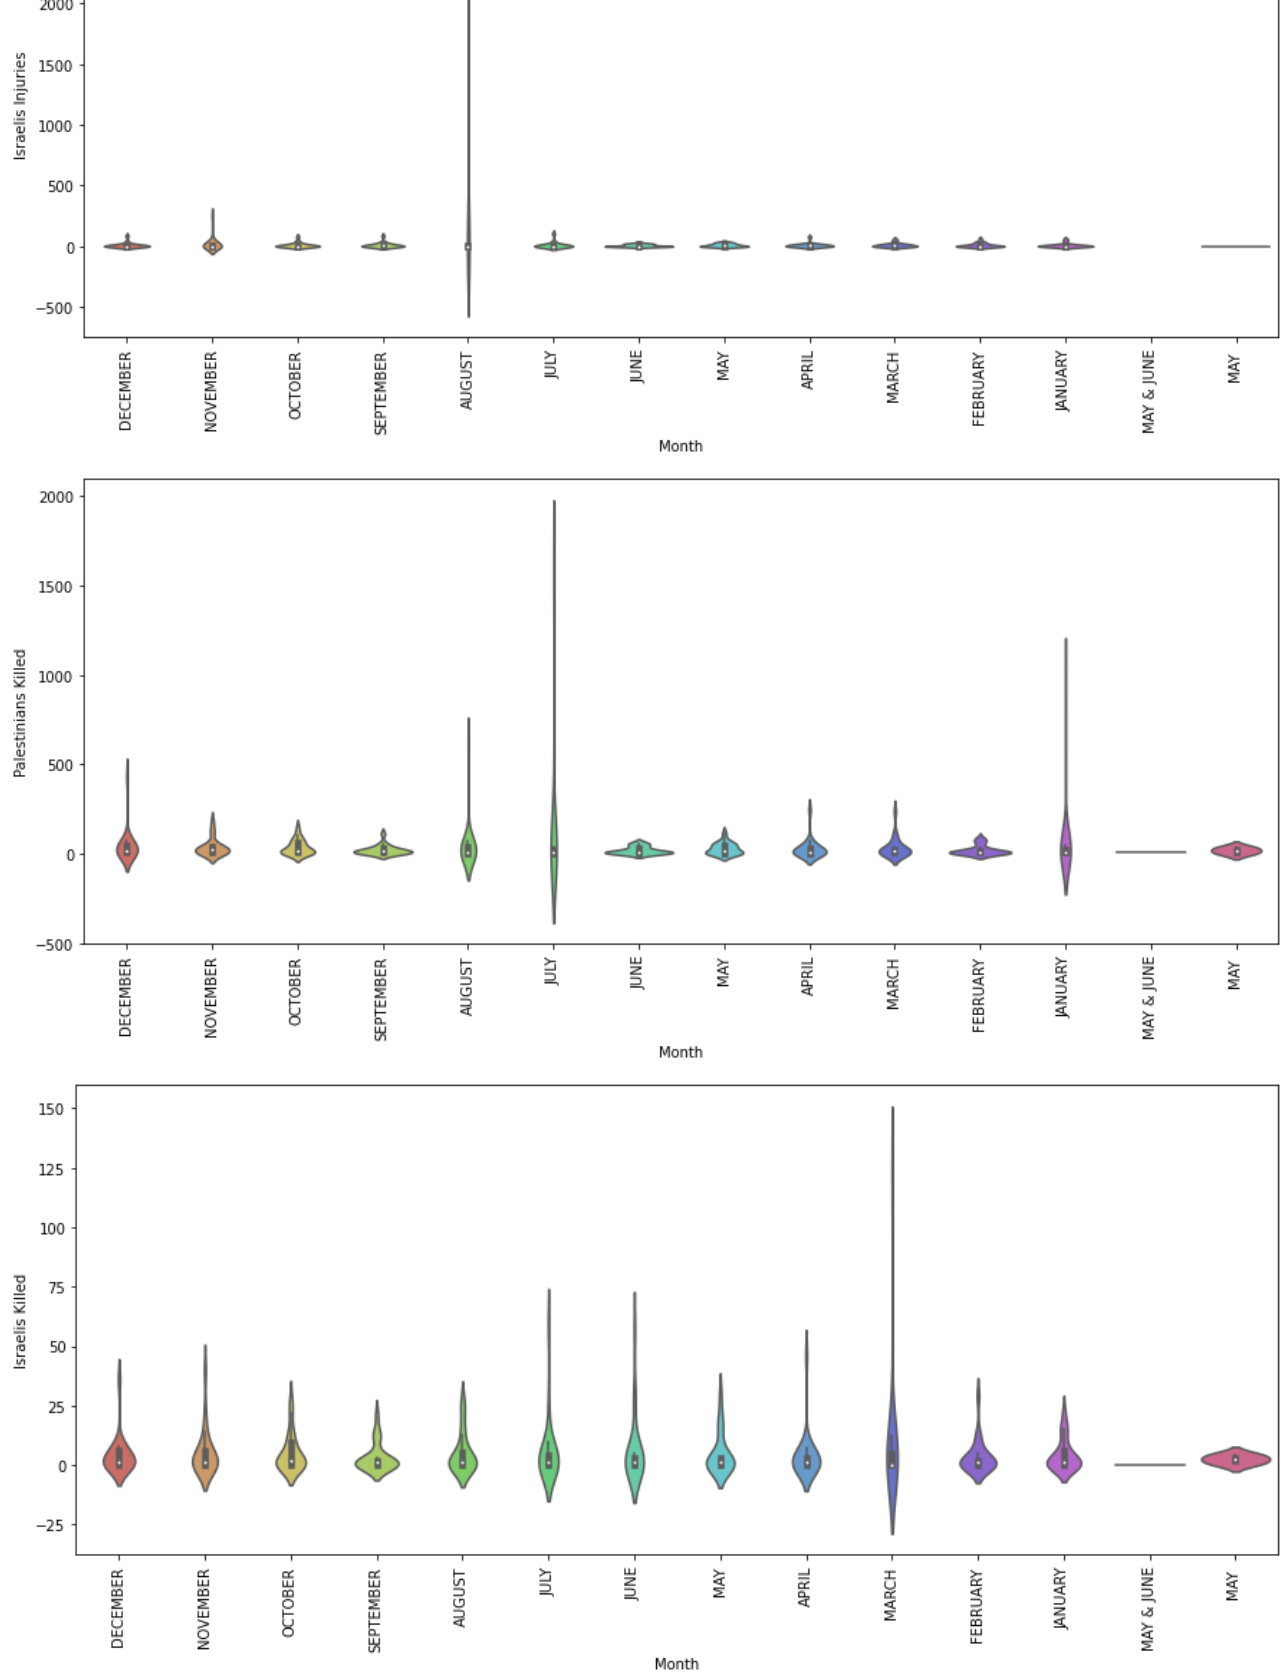 2000
1500
1000
500
0
−500
Israelis Injuries
DECEMBER
NOVEMBER
OCTOBER
SEPTEMBER
AUGUST
JULY
JUNE
MAY
APRIL
MARCH
FEBRUARY
JANUARY
MAY & JUNE
MAY
Month
2000
1500
1000
500
0
−500
Palestinians Killed
DECEMBER
NOVEMBER
OCTOBER
SEPTEMBER
AUGUST
JULY
JUNE
MAY
APRIL
MARCH
FEBRUARY
JANUARY
MAY & JUNE
MAY
Month
150
125
100
75
50
25
0
−25
Israelis Killed
DECEMBER
NOVEMBER
OCTOBER
SEPTEMBER
AUGUST
JULY
JUNE
MAY
APRIL
MARCH
FEBRUARY
JANUARY
MAY & JUNE
MAY
Month